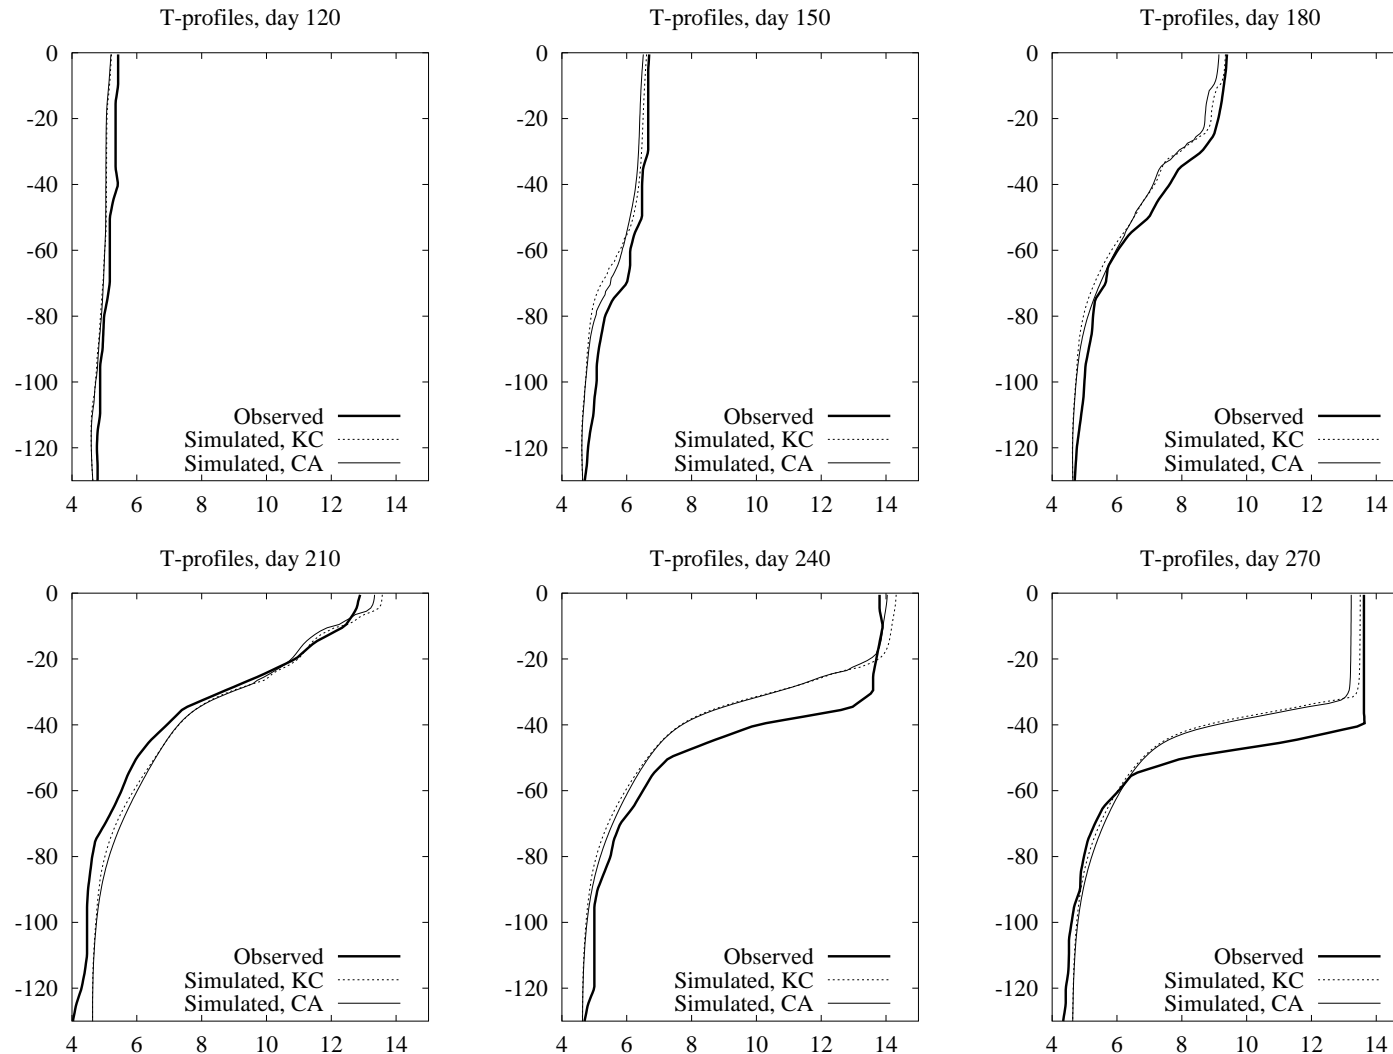 T-profiles, day 120
0
-20
-40
-60
-80
-100
-120
Observed
Simulated, KC
Simulated, CA
4 6 8 10 12 14
T-profiles, day 150
0
-20
-40
-60
-80
-100
-120
Observed
Simulated, KC
Simulated, CA
4 6 8 10 12 14
T-profiles, day 180
0
-20
-40
-60
-80
-100
-120
Observed
Simulated, KC
Simulated, CA
4 6 8 10 12 14
T-profiles, day 210
0
-20
-40
-60
-80
-100
-120
Observed
Simulated, KC
Simulated, CA
4 6 8 10 12 14
T-profiles, day 240
0
-20
-40
-60
-80
-100
-120
Observed
Simulated, KC
Simulated, CA
4 6 8 10 12 14
T-profiles, day 270
0
-20
-40
-60
-80
-100
-120
Observed
Simulated, KC
Simulated, CA
4 6 8 10 12 14